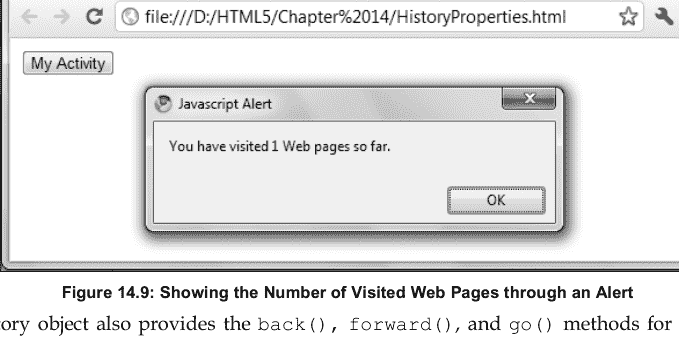 file:///D:/HTML5/Chapter%2014/HistoryProperties.html
My Activity
Javascript Alert
You have visited 1 Web pages so far.
OK
Figure 14.9: Showing the Number of Visited Web Pages through an Alert
object also provides the back(), forward(), and go() methods for